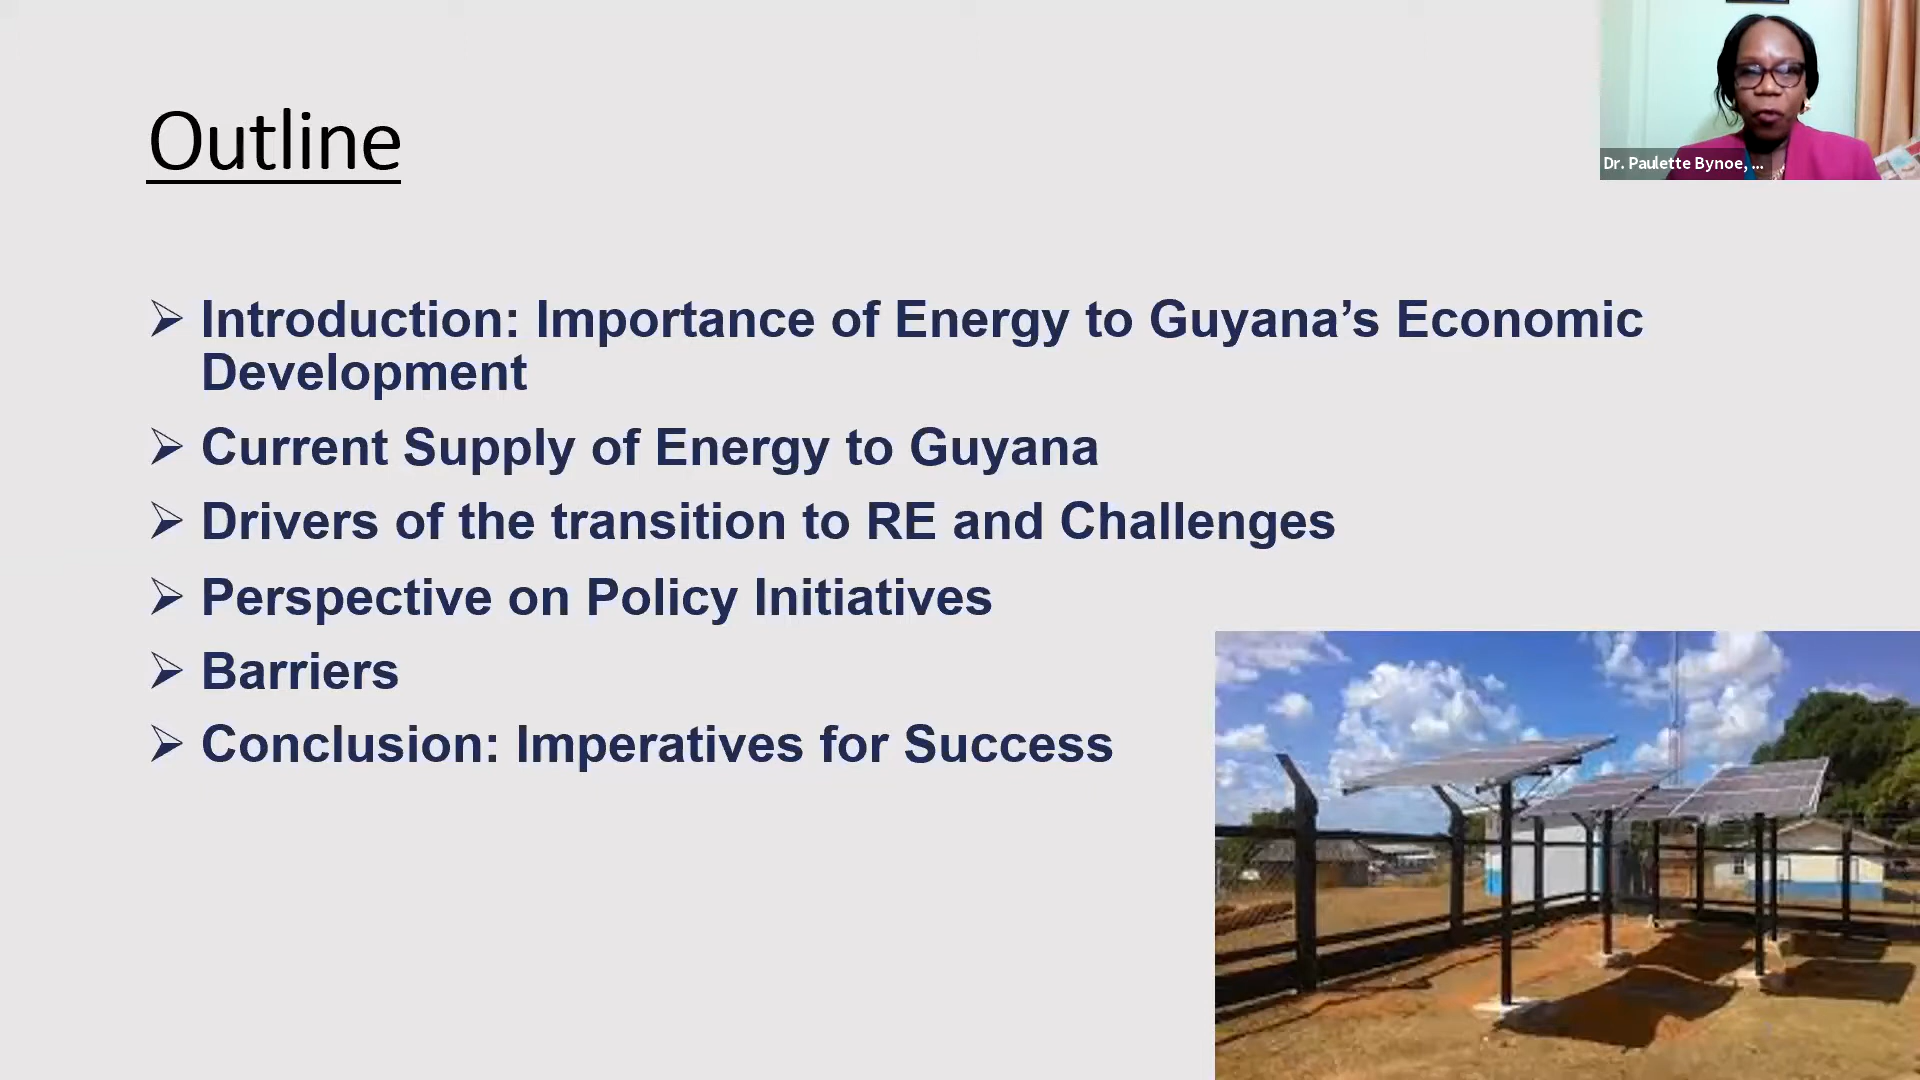 Outline
Dr. Paulette Bynoe, ...
➢ Introduction: Importance of Energy to Guyana’s Economic
Development
➢ Current Supply of Energy to Guyana
➢ Drivers of the transition to RE and Challenges
➢ Perspective on Policy Initiatives
➢ Barriers
➢ Conclusion: Imperatives for Success